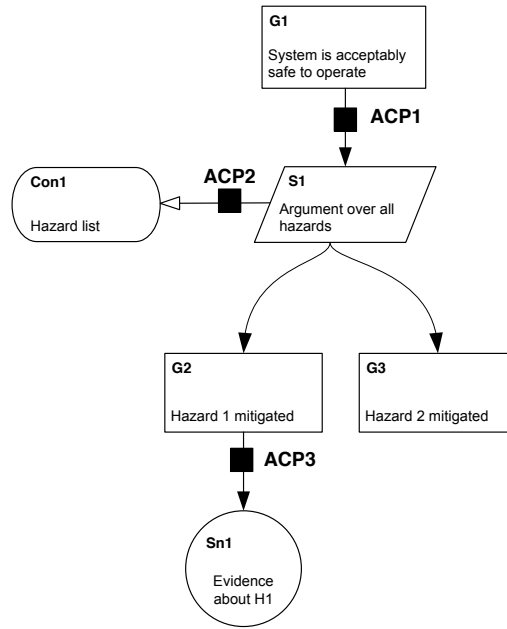 G1
System is acceptably
safe to operate
ACP1
ACP2
Con1
Hazard list
S1
Argument over all
hazards
G2
Hazard 1 mitigated
G3
Hazard 2 mitigated
ACP3
Sn1
Evidence
about H1